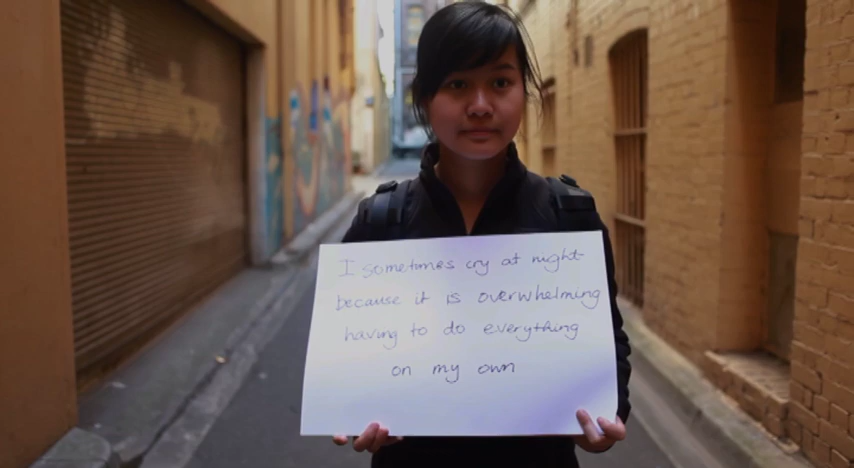 I sometimes cry at night
because it is overwhelming
having to do everything
on my own